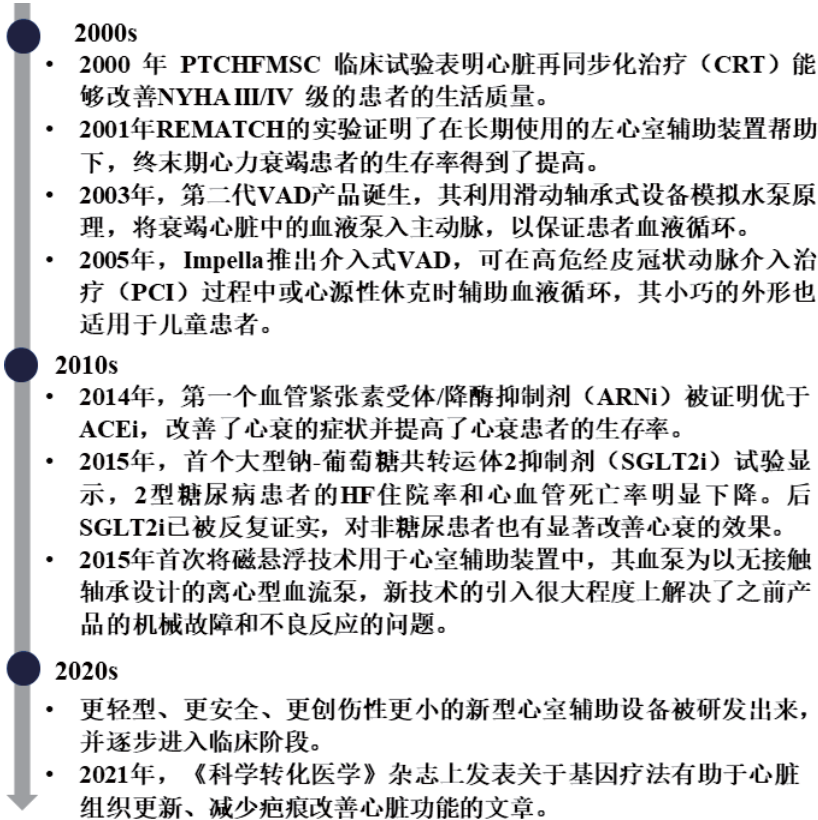 2000s
• 2000 年 PTCHFMSC 临床试验表明心脏再同步化治疗（CRT）能
够改善NYHA III/IV 级的患者的生活质量。
• 2001年REMATCH的实验证明了在长期使用的左心室辅助装置帮助
下，终末期心力衰竭患者的生存率得到了提高。
• 2003年，第二代VAD产品诞生，其利用滑动轴承式设备模拟水泵原
理，将衰竭心脏中的血液泵入主动脉，以保证患者血液循环。
• 2005年，Impella推出介入式VAD，可在高危经皮冠状动脉介入治
疗（PCI）过程中或心源性休克时辅助血液循环，其小巧的外形也
适用于儿童患者。
2010s
• 2014年，第一个血管紧张素受体/降酶抑制剂（ARNi）被证明优于
ACEi，改善了心衰的症状并提高了心衰患者的生存率。
• 2015年，首个大型钠-葡萄糖共转运体2抑制剂（SGLT2i）试验显
示，2型糖尿病患者的HF住院率和心血管死亡率明显下降。后
SGLT2i已被反复证实，对非糖尿患者也有显著改善心衰的效果。
• 2015年首次将磁悬浮技术用于心室辅助装置中，其血泵为以无接触
轴承设计的离心型血流泵，新技术的引入很大程度上解决了之前产
品的机械故障和不良反应的问题。
2020s
• 更轻型、更安全、更创伤性更小的新型心室辅助设备被研发出来，
并逐步进入临床阶段。
• 2021年，《科学转化医学》杂志上发表关于基因疗法有助于心脏
组织更新、减少疤痕改善心脏功能的文章。